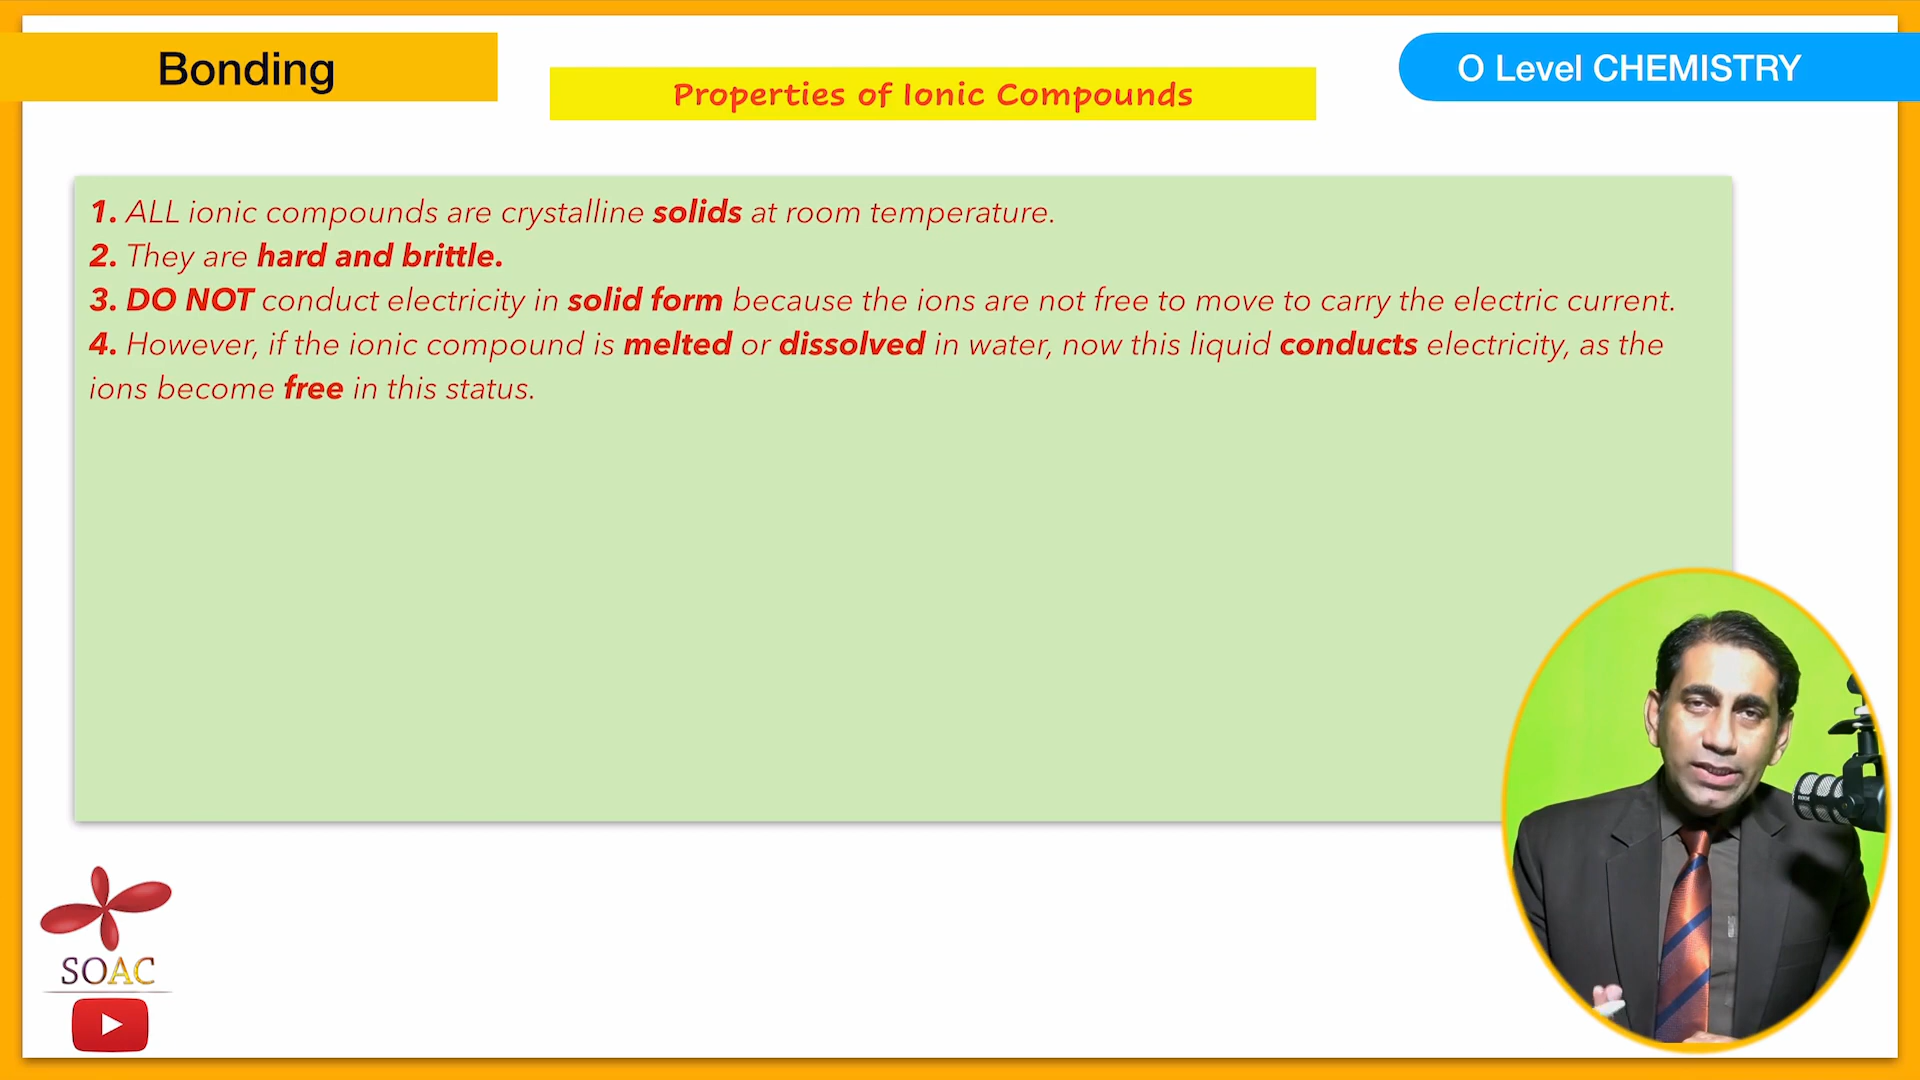 Bonding
Properties of Ionic Compounds
O Level CHEMISTRY
1. ALL ionic compounds are crystalline solids at room temperature.
2. They are hard and brittle.
3. DO NOT conduct electricity in solid form because the ions are not free to move to carry the electric current.
4. However, if the ionic compound is melted or dissolved in water, now this liquid conducts electricity, as the
ions become free in this status.
SOAC